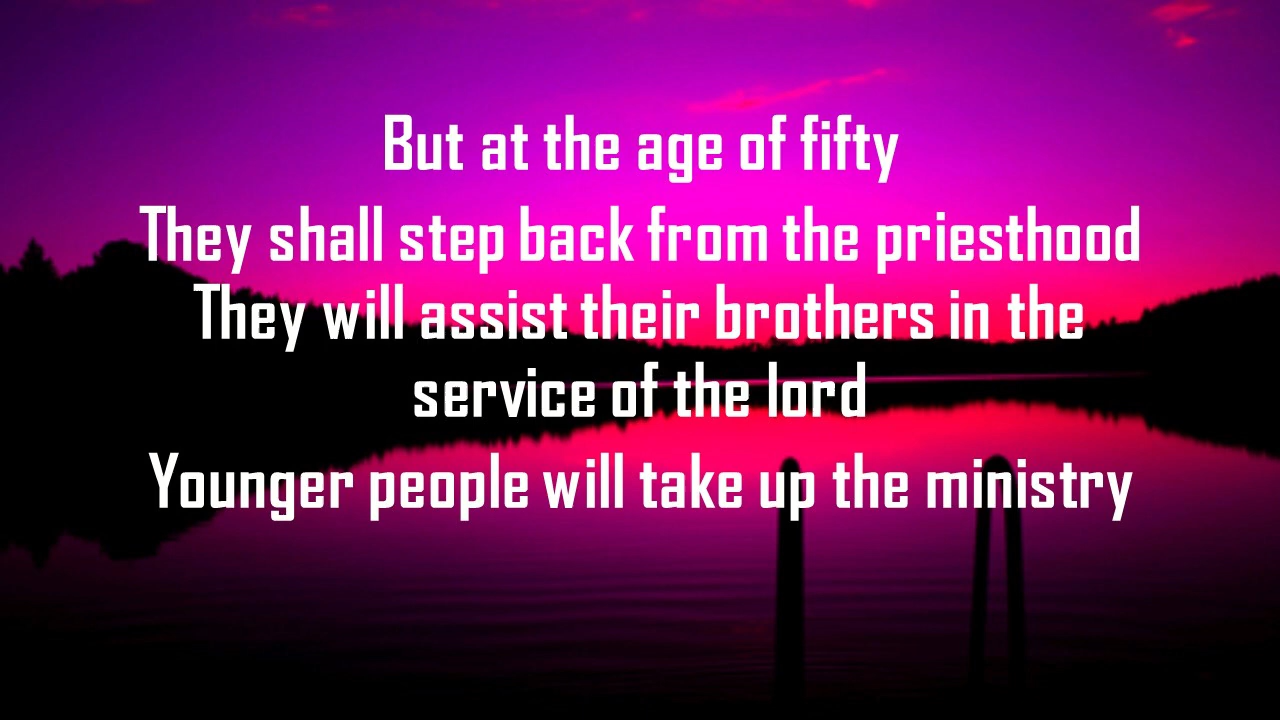 But at the age of fifty
They shall step back from the priesthood
They will assist their brothers in the
service of the lord
Younger people will take up the ministry